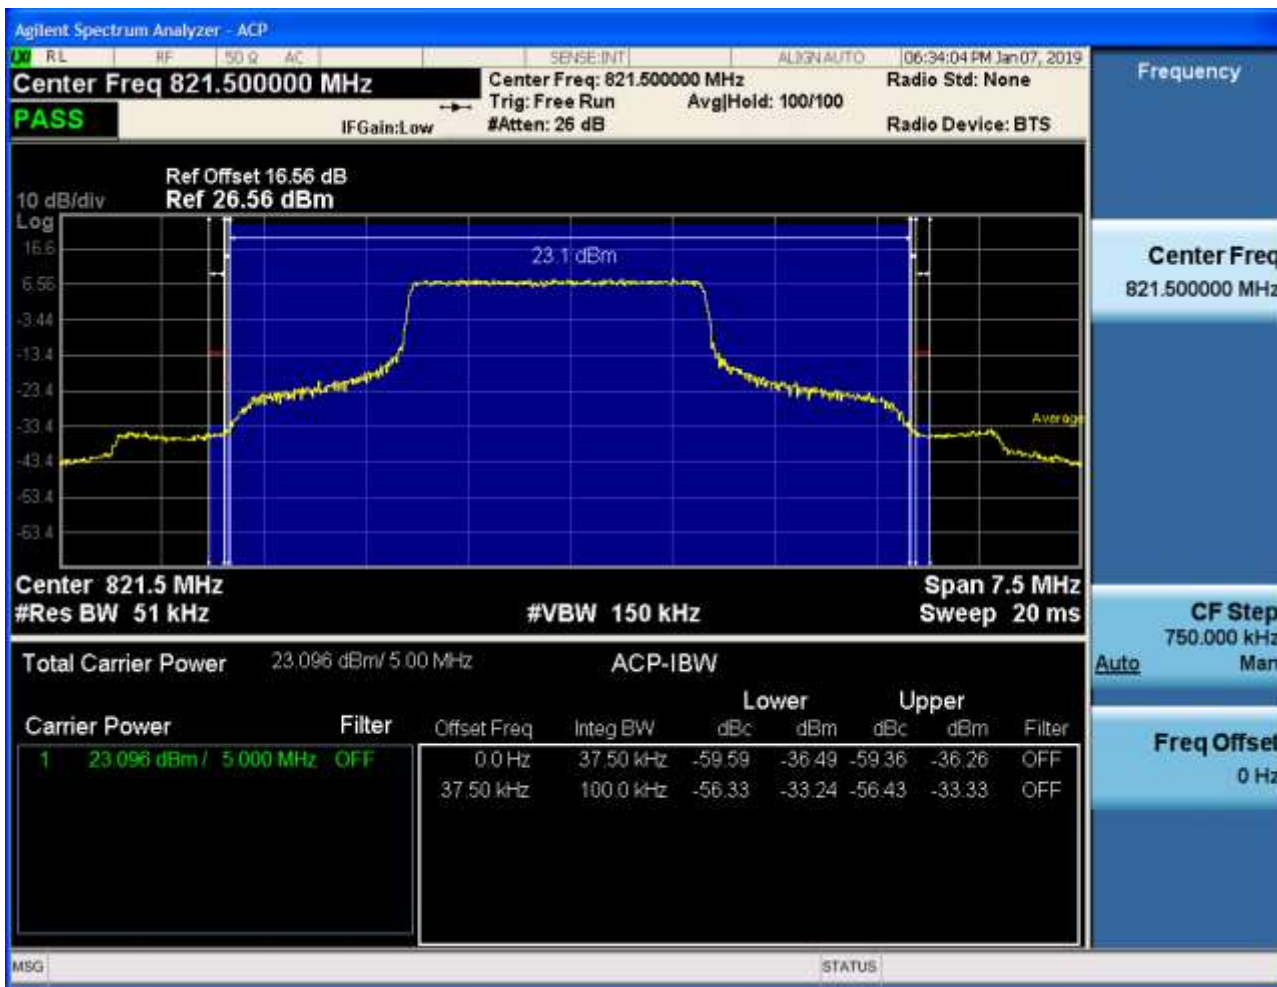 Agilent Spectrum Analyzer - ACP
LXI RL RF 50 Ω AC SENSE:INT ALIGN AUTO 06:34:04 PM Jan 07, 2019
Center Freq 821.500000 MHz
Center Freq: 821.500000 MHz
Radio Std: None
Trig: Free Run Avg|Hold: 100/100
PASS
IFGain:Low
#Atten: 26 dB
Radio Device: BTS
Ref Offset 16.56 dB
10 dB/div Ref 26.56 dBm
Log
16.6
6.56
-3.44
-13.4
-23.4
-33.4
-43.4
-53.4
-63.4
23.1 dBm
Average
Center 821.5 MHz Span 7.5 MHz
#Res BW 51 kHz #VBW 150 kHz Sweep 20 ms
Total Carrier Power 23.096 dBm/ 5.00 MHz ACP-IBW
Lower Upper
Carrier Power Filter Offset Freq Integ BW dBc dBm dBc dBm Filter
1 23.096 dBm / 5.000 MHz OFF 0.0 Hz 37.50 kHz -59.59 -36.49 -59.36 -36.26 OFF
37.50 kHz 100.0 kHz -56.33 -33.24 -56.43 -33.33 OFF
MSG STATUS
Frequency
Center Freq
821.500000 MHz
CF Step
750.000 kHz
Auto Man
Freq Offset
0 Hz